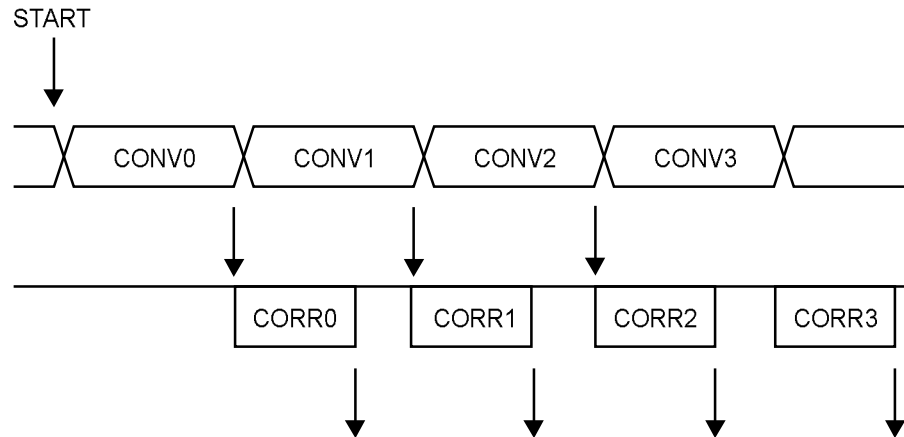 START
CONV0 CONV1 CONV2 CONV3
CORR0 CORR1 CORR2 CORR3